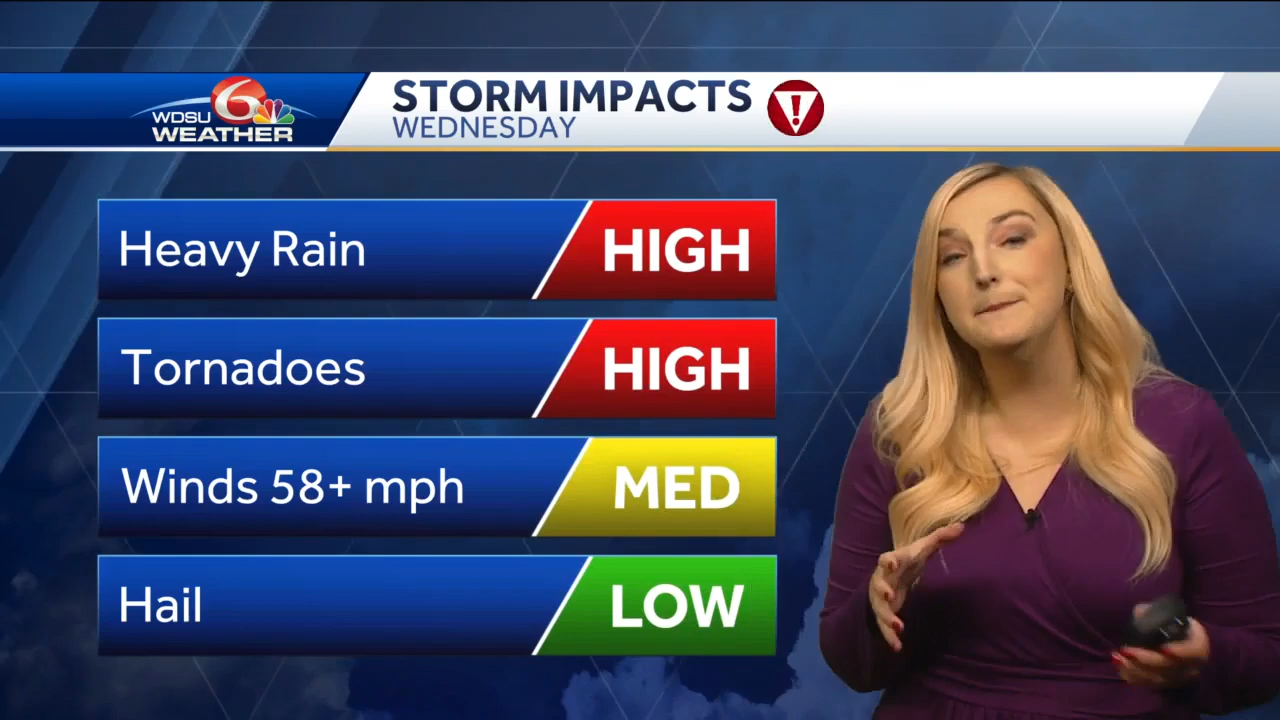 WDSU 6
WEATHER
STORM IMPACTS
WEDNESDAY
!
Heavy Rain HIGH
Tornadoes HIGH
Winds 58+ mph MED
Hail LOW